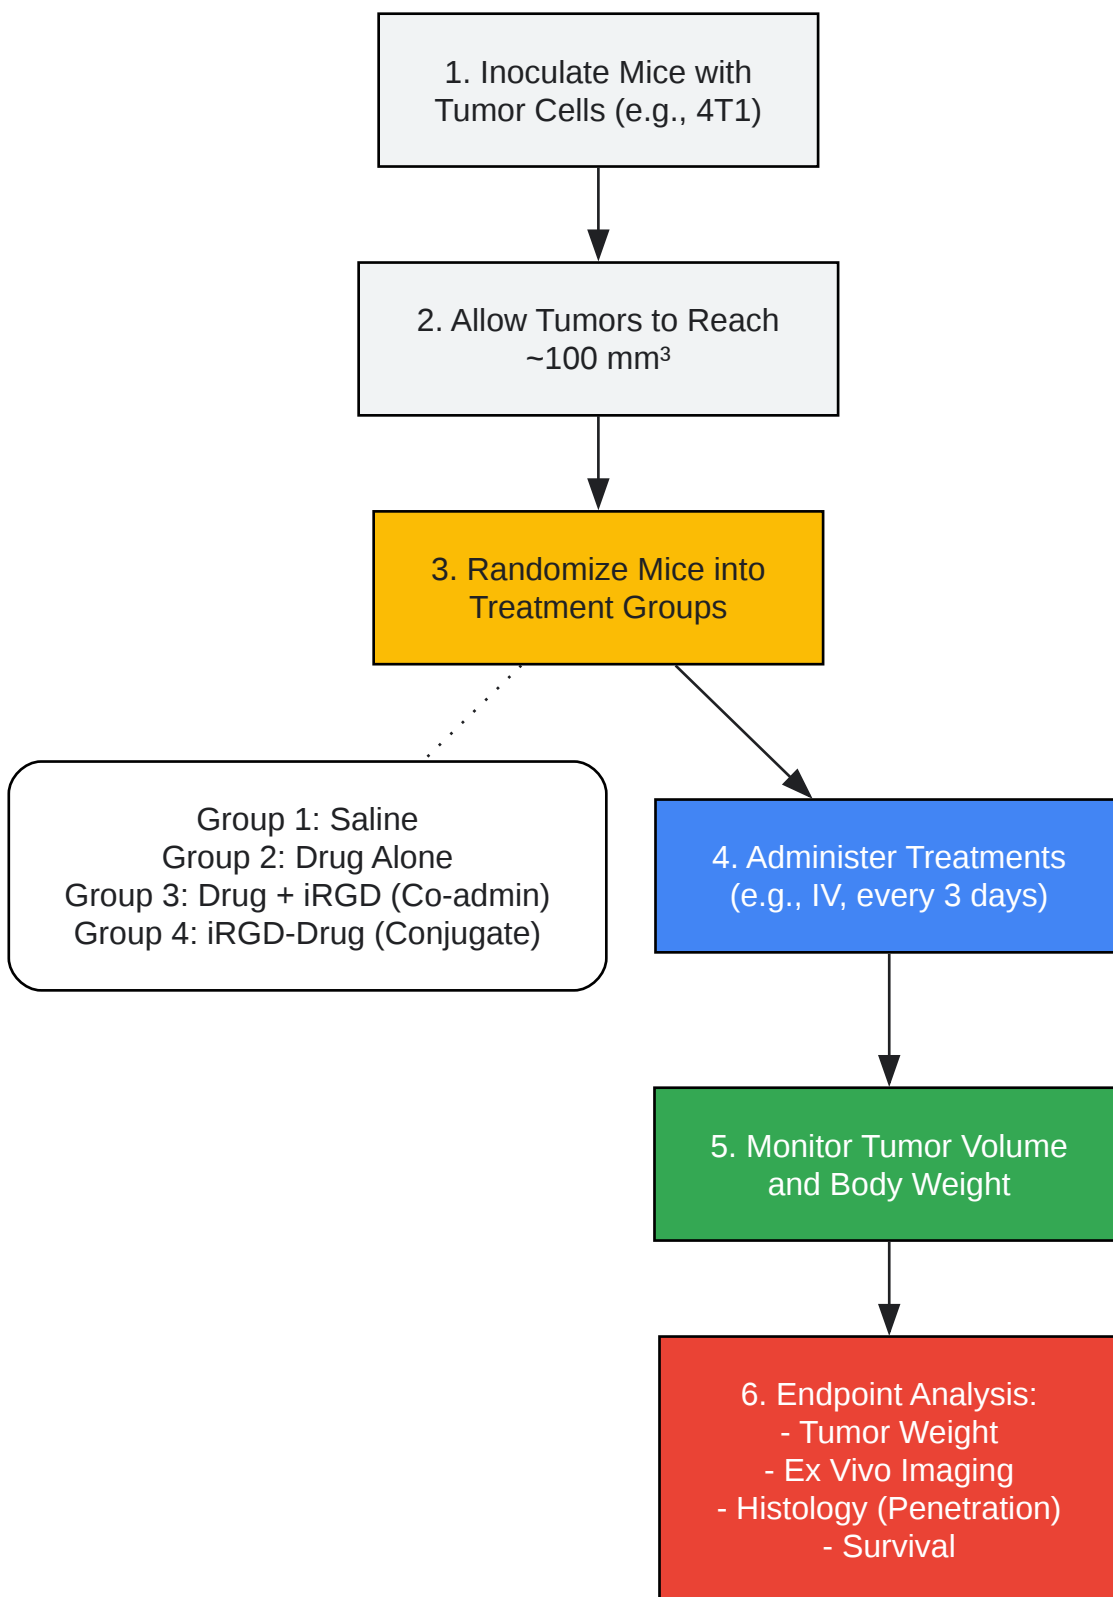 1. Inoculate Mice with
Tumor Cells (e.g., 4T1)
2. Allow Tumors to Reach
~100 mm³
3. Randomize Mice into
Treatment Groups
Group 1: Saline
Group 2: Drug Alone
Group 3: Drug + iRGD (Co-admin)
Group 4: iRGD-Drug (Conjugate)
4. Administer Treatments
(e.g., IV, every 3 days)
5. Monitor Tumor Volume
and Body Weight
6. Endpoint Analysis:
- Tumor Weight
- Ex Vivo Imaging
- Histology (Penetration)
- Survival